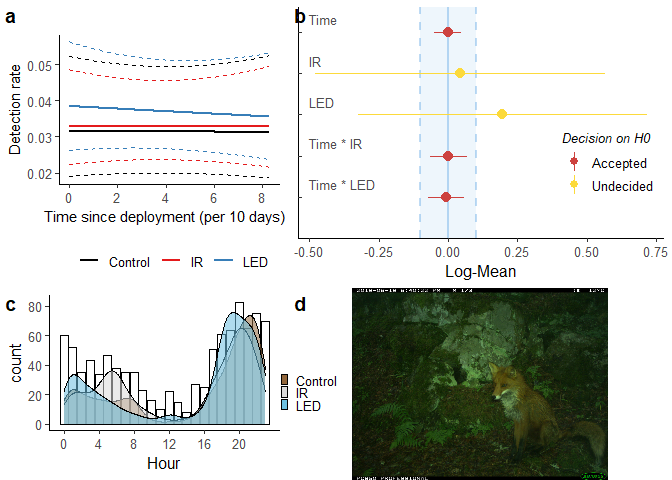 a
0.05
0.04
0.03
0.02
Detection rate
0 2 4 6 8
Time since deployment (per 10 days)
Control IR LED
b
Time
IR
LED
Time * IR
Time * LED
Decision on H0
Accepted
Undecided
-0.50 -0.25 0.00 0.25 0.50 0.75
Log-Mean
c
80
60
40
20
0
count
0 4 8 12 16 20
Hour
Control
IR
LED
d
PC850 PROFESSIONAL